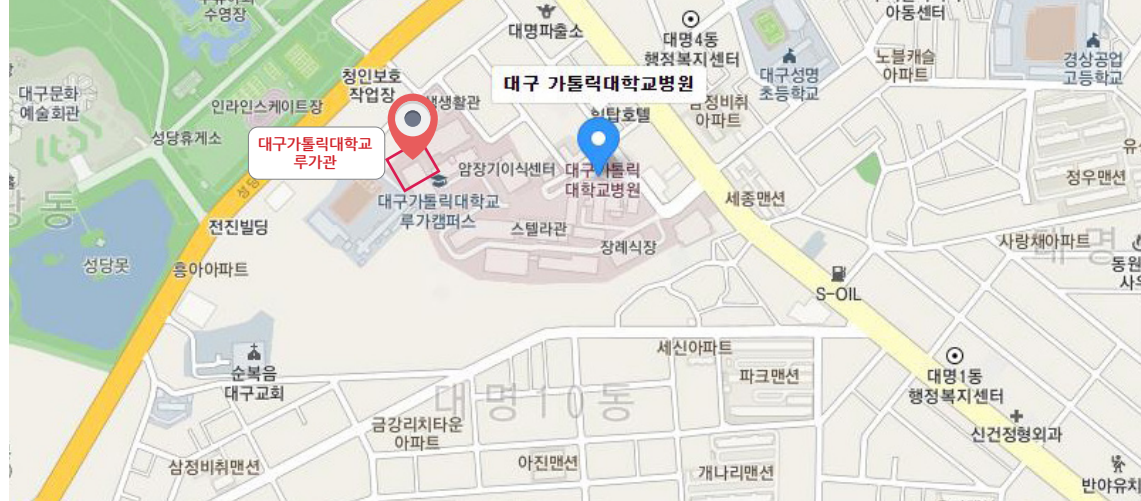 수영장
대명파출소
대명4동
행정복지센터
아동센터
노블캐슬
아파트
경상공업
고등학교
대구성명
초등학교
대구 가톨릭대학교병원
청인보호
작업장
대구문화
예술회관
인라인스케이트장
성당휴게소
생활관
삼정비취
아파트
대구가톨릭대학교
루가관
암장기이식센터
대구가톨릭
대학교병원
대구가톨릭대학교
루가캠퍼스
스텔라관
장례식장
세종맨션
정우맨션
전진빌딩
성당못
흥아아파트
사랑채아파트
대명
동원
S-OIL
순복음
대구교회
세신아파트
파크맨션
대명1동
행정복지센터
대명10동
금강리치타운
아파트
신건정형외과
삼정비취맨션
아진맨션
개나리맨션
반야유치